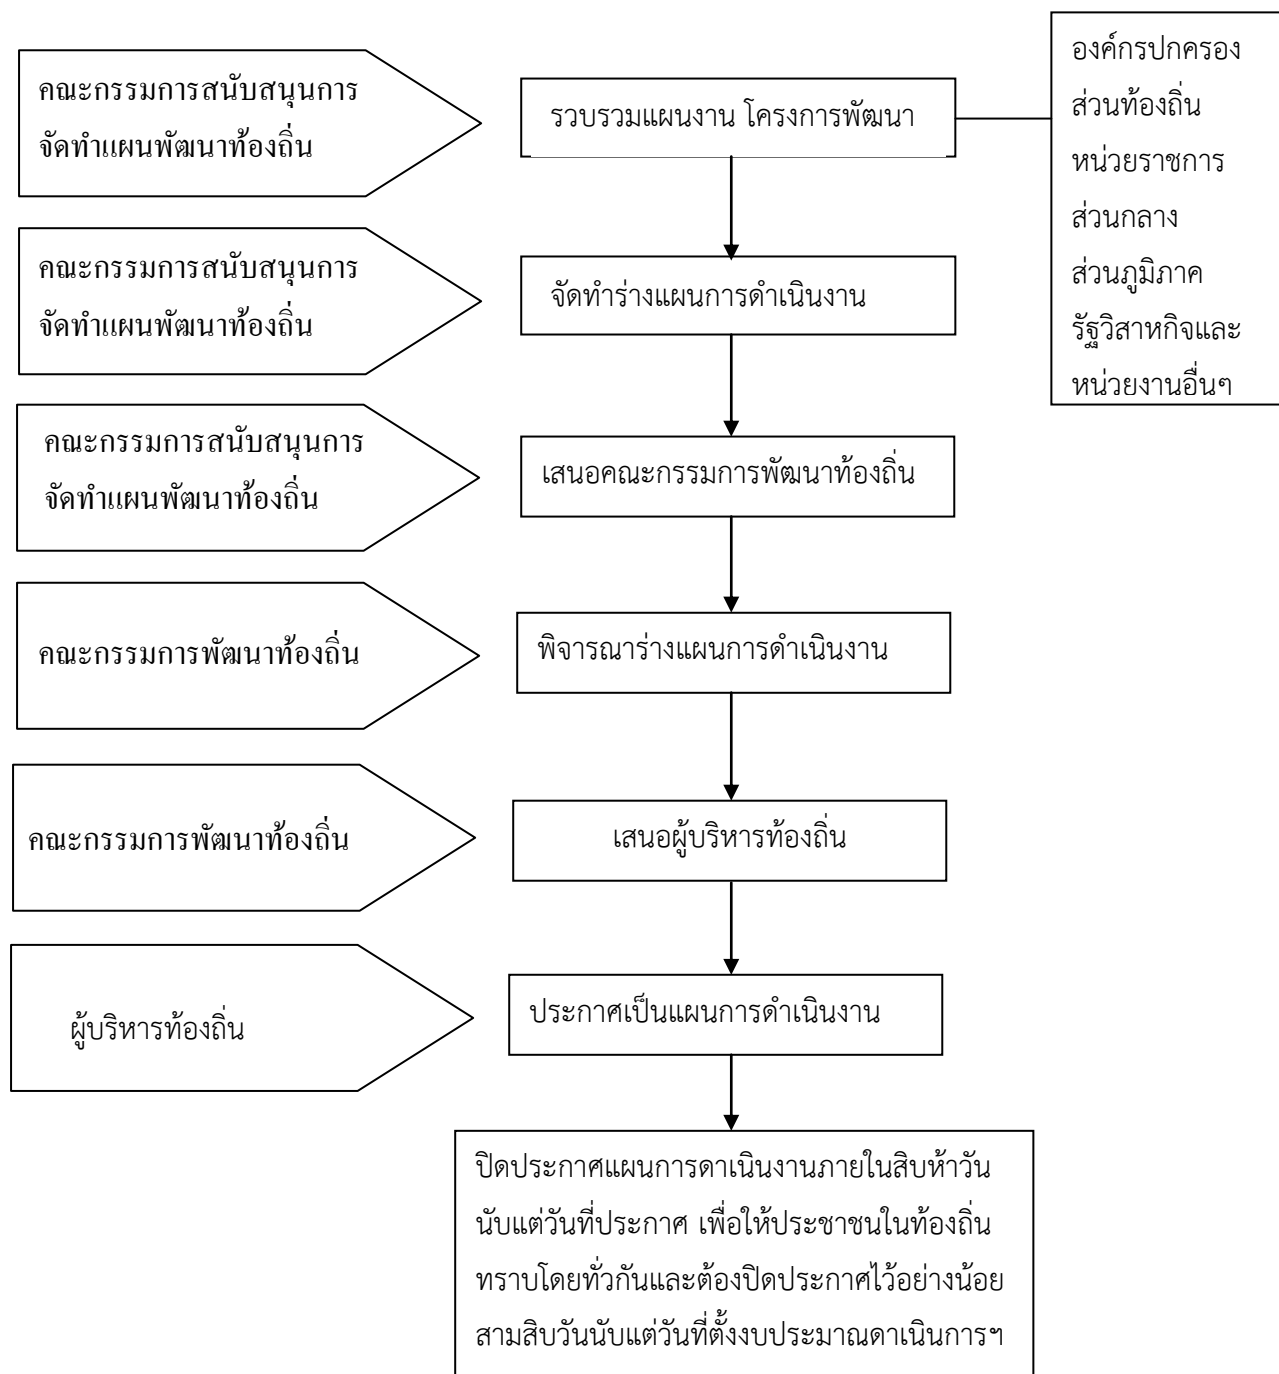 คณะกรรมการสนับสนุนการ
จัดทำแผนพัฒนาท้องถิ่น
รวบรวมแผนงาน โครงการพัฒนา
องค์กรปกครอง
ส่วนท้องถิ่น
หน่วยราชการ
ส่วนกลาง
ส่วนภูมิภาค
รัฐวิสาหกิจและ
หน่วยงานอื่นๆ
คณะกรรมการสนับสนุนการ
จัดทำแผนพัฒนาท้องถิ่น
จัดทำร่างแผนการดำเนินงาน
คณะกรรมการสนับสนุนการ
จัดทำแผนพัฒนาท้องถิ่น
เสนอคณะกรรมการพัฒนาท้องถิ่น
คณะกรรมการพัฒนาท้องถิ่น
พิจารณาร่างแผนการดำเนินงาน
คณะกรรมการพัฒนาท้องถิ่น
เสนอผู้บริหารท้องถิ่น
ผู้บริหารท้องถิ่น
ประกาศเป็นแผนการดำเนินงาน
ปิดประกาศแผนการดาเนินงานภายในสิบห้าวัน
นับแต่วันที่ประกาศ เพื่อให้ประชาชนในท้องถิ่น
ทราบโดยทั่วกันและต้องปิดประกาศไว้อย่างน้อย
สามสิบวันนับแต่วันที่ตั้งงบประมาณดาเนินการฯ